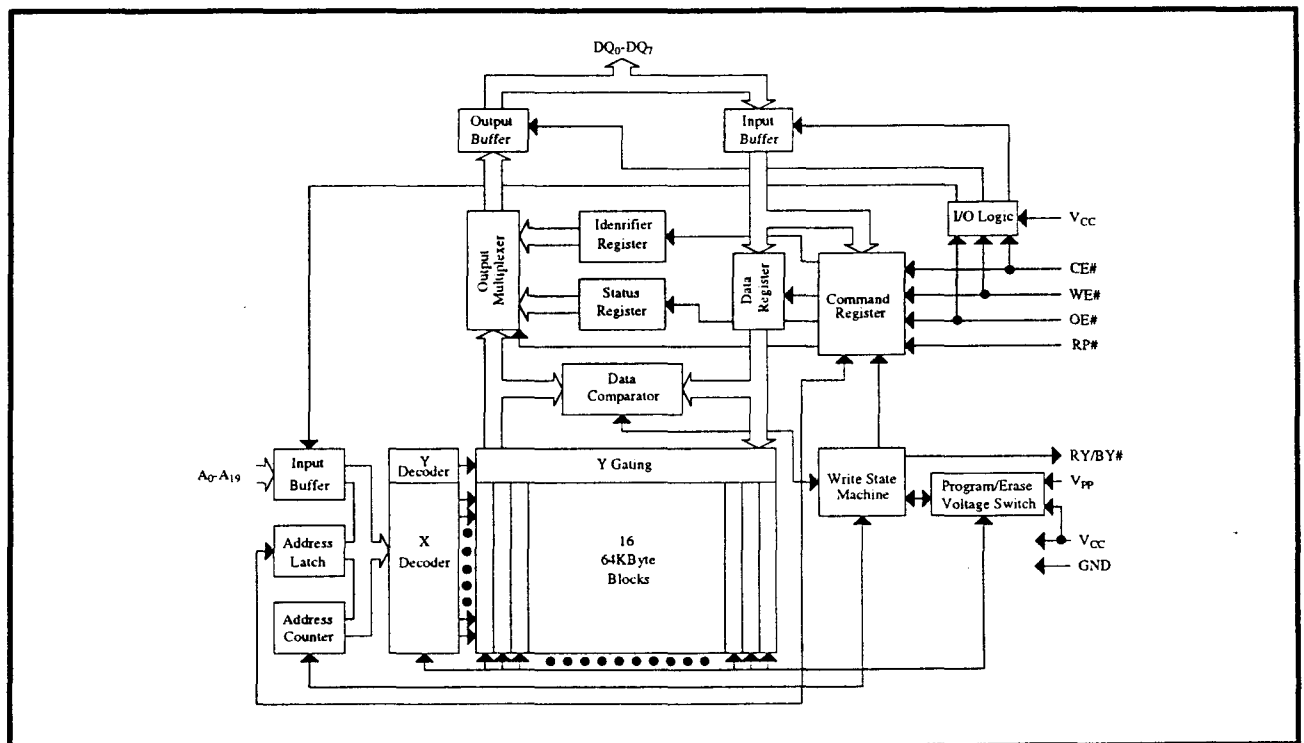 DQ0-DQ7
Output
Buffer
Input
Buffer
I/O Logic
VCC
Output
Multiplexer
Idenrifier
Register
Status
Register
Data
Register
Command
Register
CE#
WE#
OE#
RP#
Data
Comparator
A0-A19
Input
Buffer
Y
Decoder
Y Gating
Write State
Machine
Program/Erase
Voltage Switch
RY/BY#
VPP
VCC
GND
Address
Latch
X
Decoder
16
64KByte
Blocks
Address
Counter